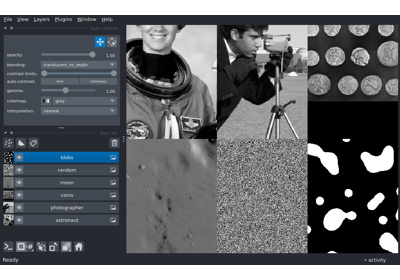 File View Layers Plugins Window Help
opacity: 1.00
blending: translucent_no_depth
contrast limits:
auto-contrast: once continuous
gamma: 1.00
colormap: gray
interpolation: nearest
blobs
random
moon
coins
photographer
astronaut
Ready activity